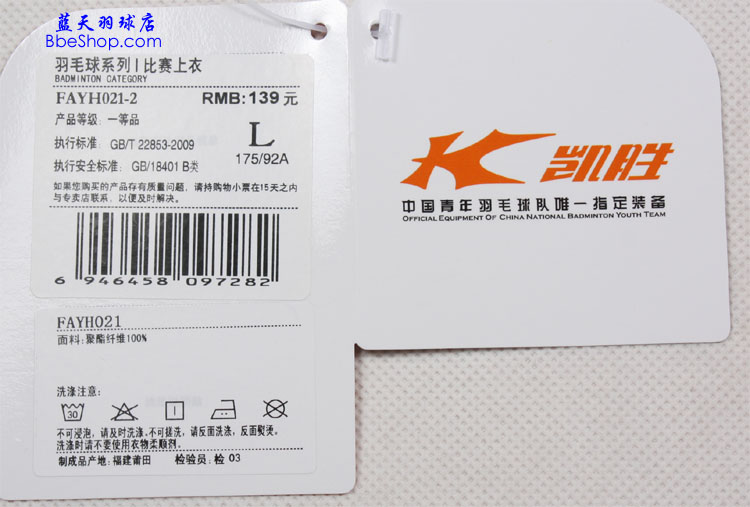 蓝天羽球店
BbeShop.com
羽毛球系列 | 比赛上衣
BADMINTON CATEGORY
FAYH021-2
RMB: 139 元
产品等级: 一等品
执行标准: GB/T 22853-2009
L
执行安全标准: GB/18401 B类
175/92A
如果您购买的产品存有质量问题, 请持购物小票在15天之内
与专卖店联系, 以便及时解决。
6 946458 097282
FAYH021
面料: 聚酯纤维100%
洗涤注意:
30
不可浸泡, 请及时洗涤. 不可搓洗, 请反面洗涤, 反面熨烫。
洗涤时请不要使用衣物柔顺剂.
制成品产地: 福建莆田 检验员: 检 03
凯胜
中国青年羽毛球队唯一指定装备
OFFICIAL EQUIPMENT OF CHINA NATIONAL BADMINTON YOUTH TEAM